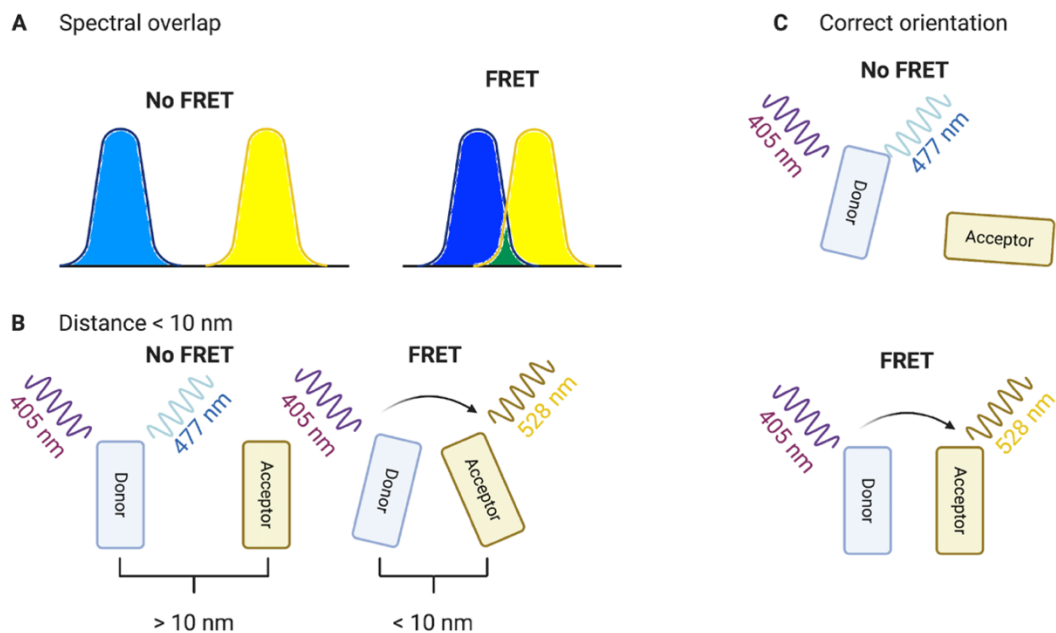 A Spectral overlap
No FRET
FRET
B Distance < 10 nm
No FRET
405 nm
477 nm
Donor
Acceptor
> 10 nm
FRET
405 nm
528 nm
Donor
Acceptor
< 10 nm
C Correct orientation
No FRET
405 nm
477 nm
Donor
Acceptor
FRET
405 nm
528 nm
Donor
Acceptor